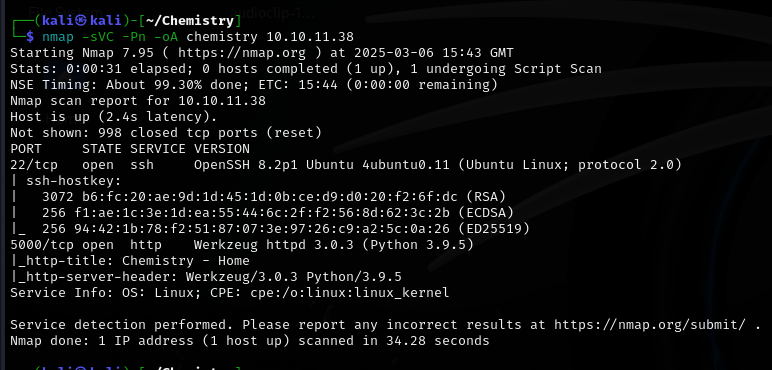 (kali㉿kali)-[~/Chemistry]
$ nmap -sVC -Pn -oA chemistry 10.10.11.38
Starting Nmap 7.95 ( https://nmap.org ) at 2025-03-06 15:43 GMT
Stats: 0:00:31 elapsed; 0 hosts completed (1 up), 1 undergoing Script Scan
NSE Timing: About 99.30% done; ETC: 15:44 (0:00:00 remaining)
Nmap scan report for 10.10.11.38
Host is up (2.4s latency).
Not shown: 998 closed tcp ports (reset)
PORT     STATE SERVICE VERSION
22/tcp   open  ssh     OpenSSH 8.2p1 Ubuntu 4ubuntu0.11 (Ubuntu Linux; protocol 2.0)
| ssh-hostkey:
|   3072 b6:fc:20:ae:9d:1d:45:1d:0b:ce:d9:d0:20:f2:6f:dc (RSA)
|   256 f1:ae:1c:3e:1d:ea:55:44:6c:2f:f2:56:8d:62:3c:2b (ECDSA)
|_  256 94:42:1b:78:f2:51:87:07:3e:97:26:c9:a2:5c:0a:26 (ED25519)
5000/tcp open  http    Werkzeug httpd 3.0.3 (Python 3.9.5)
|_http-title: Chemistry - Home
|_http-server-header: Werkzeug/3.0.3 Python/3.9.5
Service Info: OS: Linux; CPE: cpe:/o:linux:linux_kernel
Service detection performed. Please report any incorrect results at https://nmap.org/submit/ .
Nmap done: 1 IP address (1 host up) scanned in 34.28 seconds